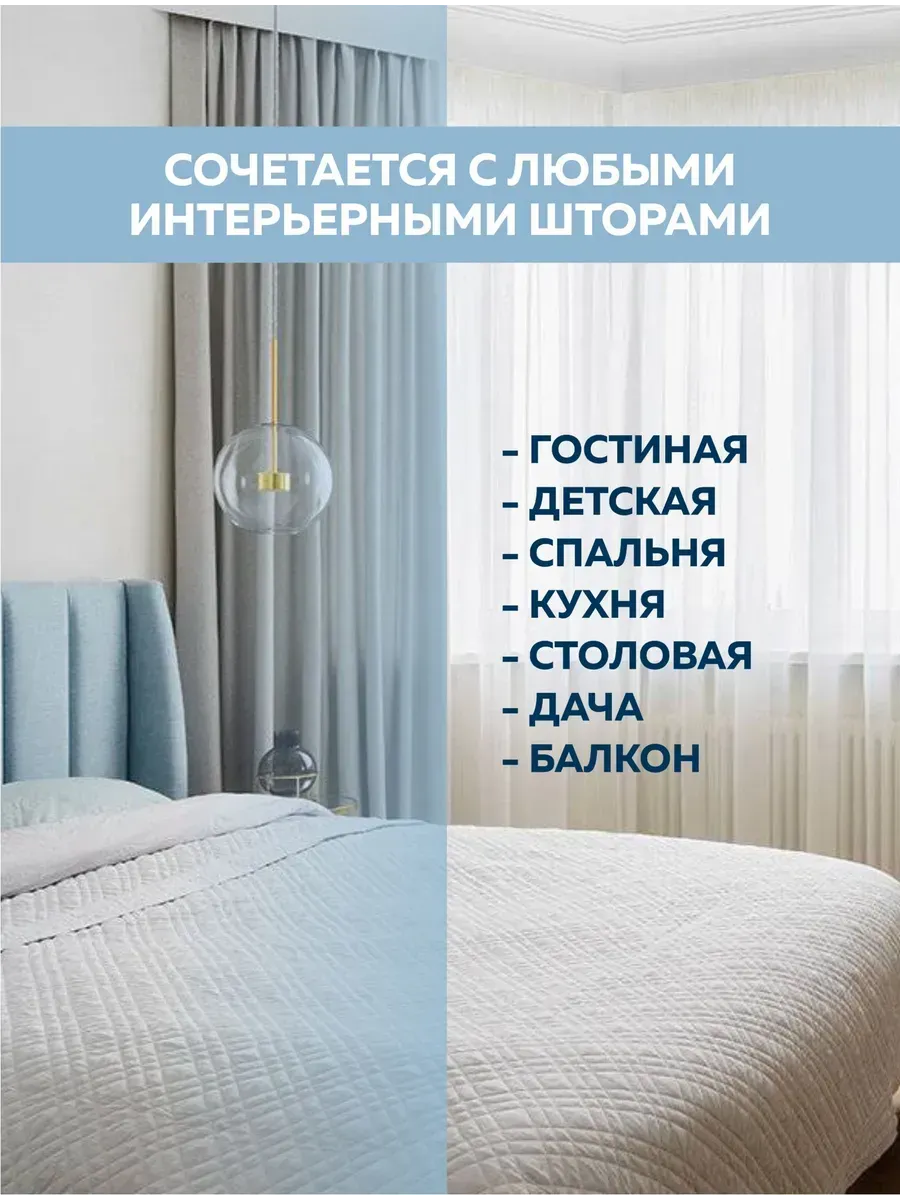 СОЧЕТАЕТСЯ С ЛЮБЫМИ
ИНТЕРЬЕРНЫМИ ШТОРАМИ
- ГОСТИНАЯ
- ДЕТСКАЯ
- СПАЛЬНЯ
- КУХНЯ
- СТОЛОВАЯ
- ДАЧА
- БАЛКОН